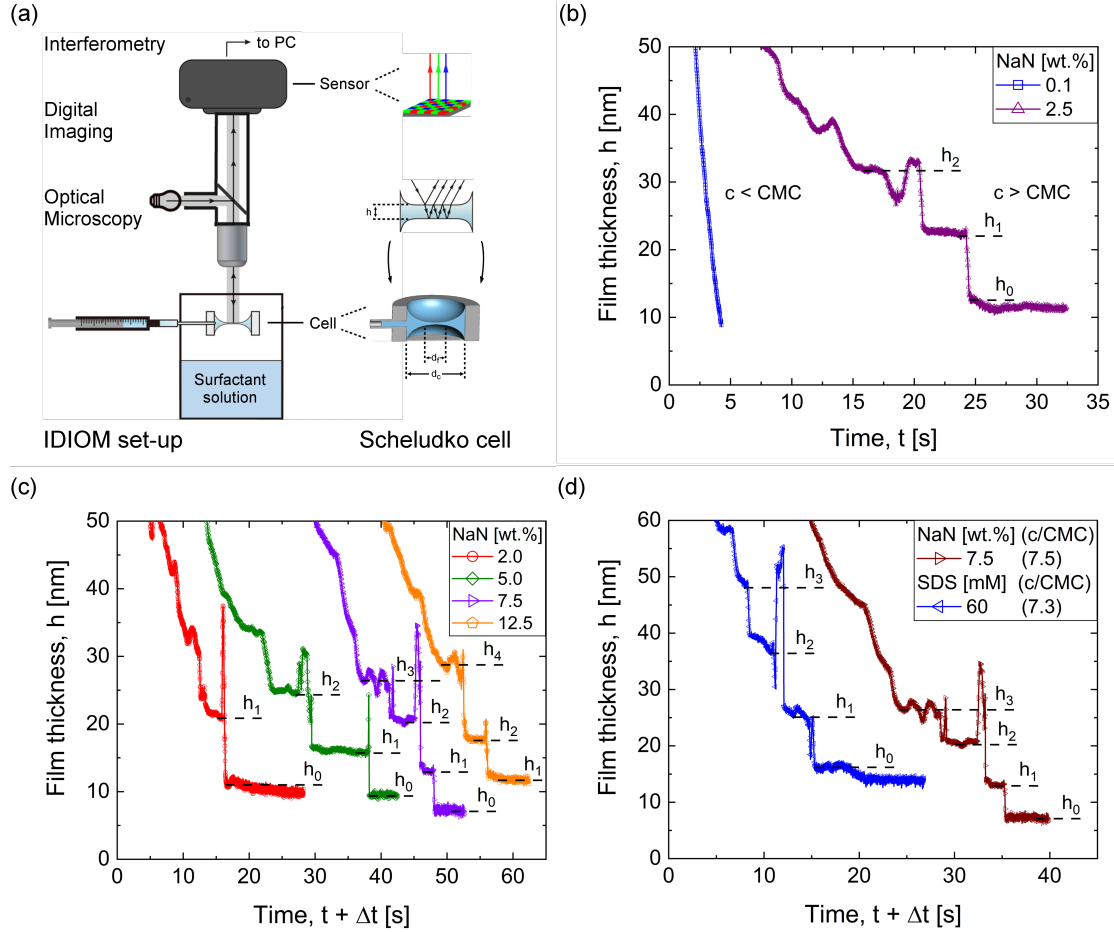 (a)
Interferometry
to PC
Sensor
Digital
Imaging
Optical
Microscopy
h
Cell
d_f
d_c
Surfactant
solution
IDIOM set-up
Scheludko cell
(b)
Film thickness, h [nm]
50
40
30
20
10
0
NaN [wt.%]
0.1
2.5
h₂
c < CMC
c > CMC
h₁
h₀
0
5
10
15
20
25
30
35
Time, t [s]
(c)
Film thickness, h [nm]
50
40
30
20
10
0
NaN [wt.%]
2.0
5.0
7.5
12.5
h₄
h₃
h₂
h₂
h₁
h₂
h₁
h₁
h₁
h₀
h₀
h₀
0
10
20
30
40
50
60
Time, t + Δt [s]
(d)
Film thickness, h [nm]
60
50
40
30
20
10
0
NaN [wt.%] (c/CMC)
7.5 (7.5)
SDS [mM] (c/CMC)
60 (7.3)
h₃
h₂
h₁
h₃
h₂
h₀
h₁
h₀
0
10
20
30
40
Time, t + Δt [s]